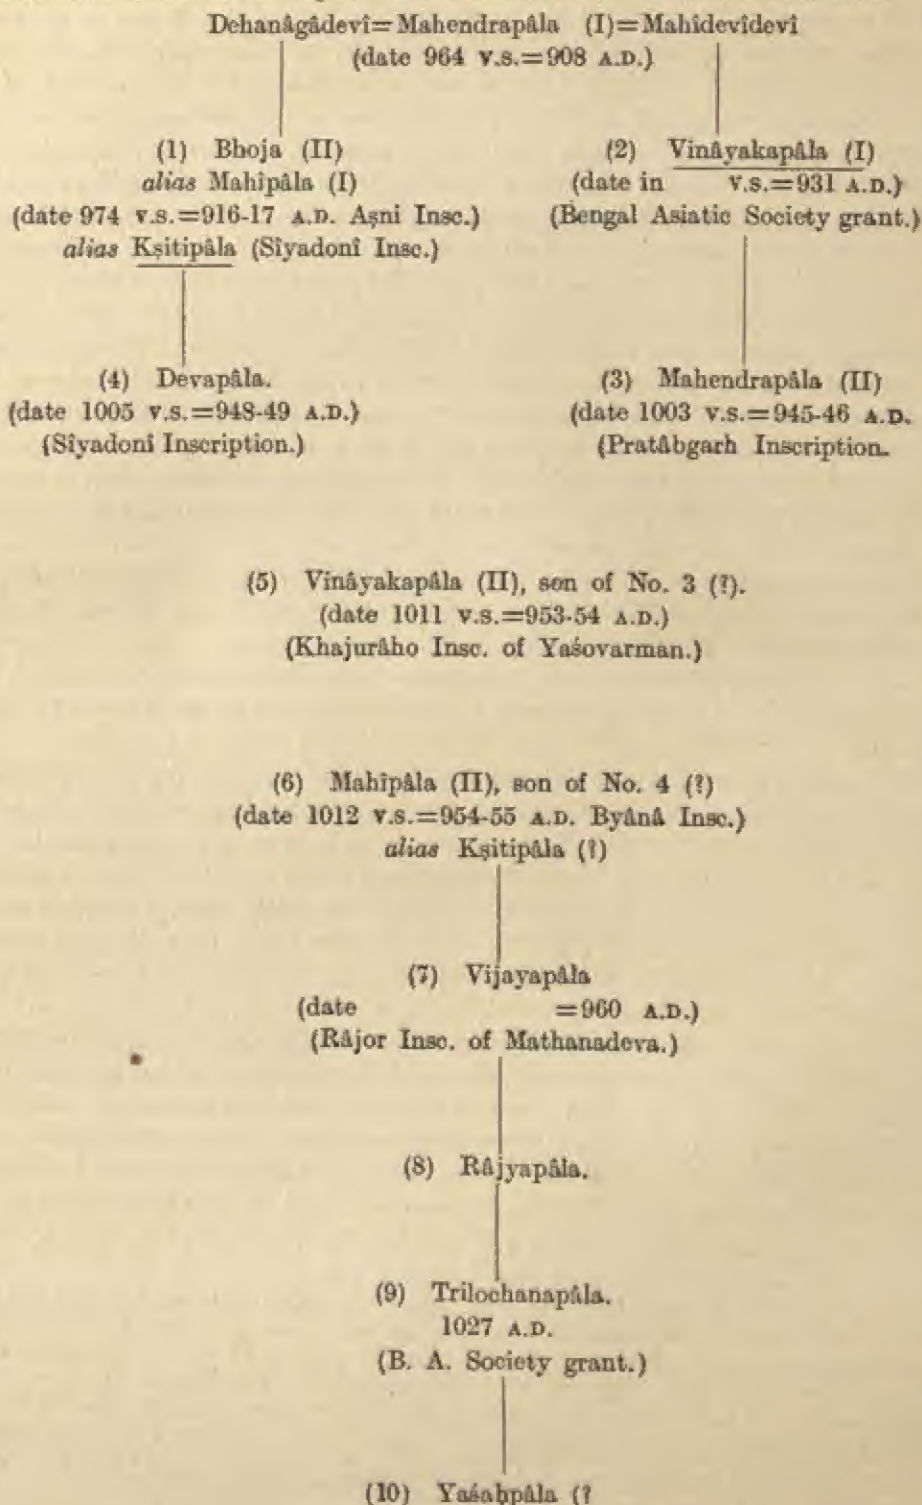 Dehanâgâdevî=Mahendrapâla (I)=Mahîdevîdevî
(date 964 V.S.=908 A.D.)
(1) Bhoja (II)
alias Mahîpâla (I)
(date 974 V.S.=916-17 A.D. Aṣni Insc.)
alias Kṣitipâla (Sîyadonî Insc.)
(2) Vinâyakapâla (I)
(date in V.S.=931 A.D.)
(Bengal Asiatic Society grant.)
(4) Devapâla.
(date 1005 V.S.=948-49 A.D.)
(Sîyadonî Inscription.)
(3) Mahendrapâla (II)
(date 1003 V.S.=945-46 A.D.
(Pratâbgarh Inscription.
(5) Vinâyakapâla (II), son of No. 3 (?).
(date 1011 V.S.=953-54 A.D.)
(Khajurâho Insc. of Yaśovarman.)
(6) Mahîpâla (II), son of No. 4 (?)
(date 1012 V.S.=954-55 A.D. Byânâ Insc.)
alias Kṣitipâla (?)
(7) Vijayapâla
(date =960 A.D.)
(Râjor Insc. of Mathanadeva.)
(8) Râjyapâla.
(9) Trilochanapâla.
1027 A.D.
(B. A. Society grant.)
(10) Yaśaḥpâla (?